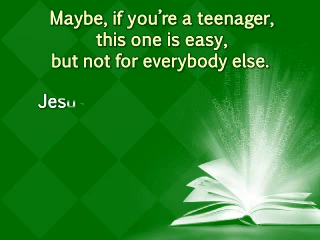 Maybe, if you’re a teenager,
this one is easy,
but not for everybody else.
Jesu